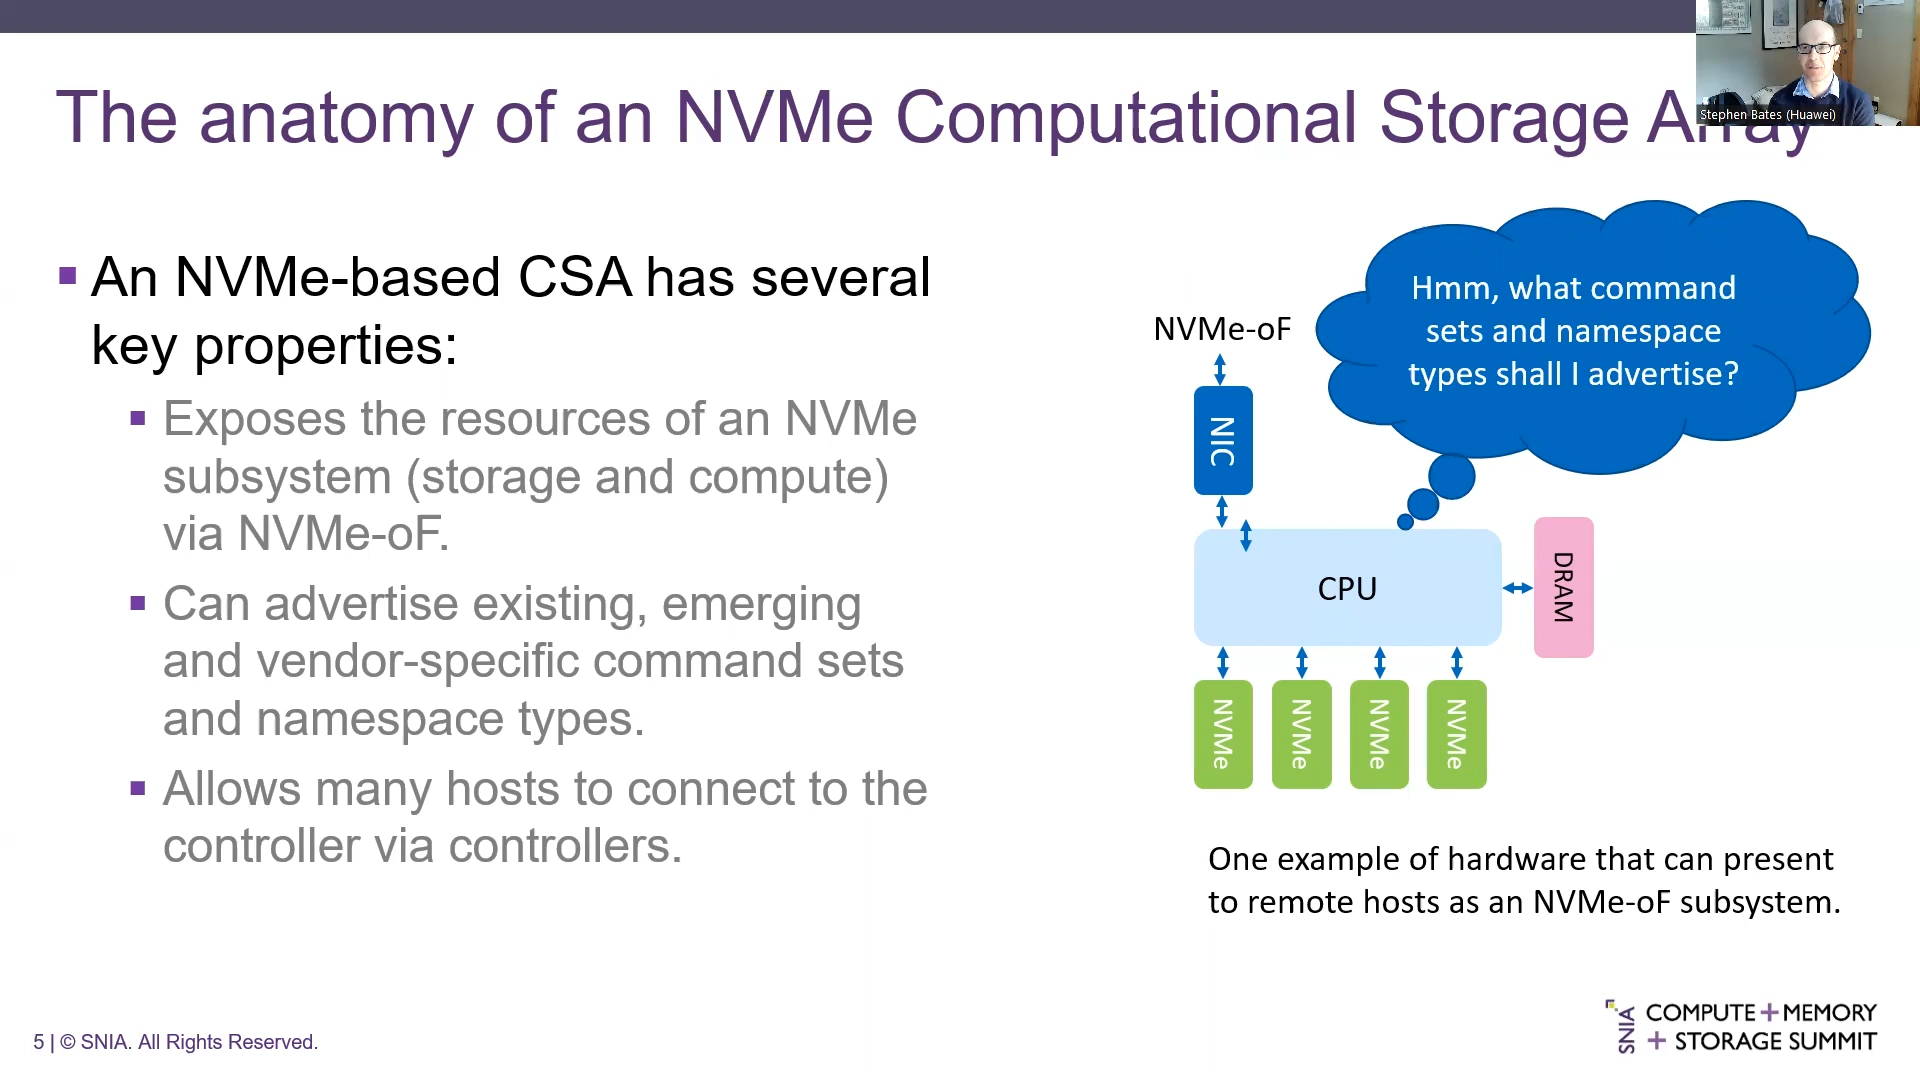 The anatomy of an NVMe Computational Storage Array
Stephen Bates (Huawei)
An NVMe-based CSA has several
key properties:
Exposes the resources of an NVMe
subsystem (storage and compute)
via NVMe-oF.
Can advertise existing, emerging
and vendor-specific command sets
and namespace types.
Allows many hosts to connect to the
controller via controllers.
Hmm, what command
sets and namespace
types shall I advertise?
NVMe-oF
NIC
CPU
DRAM
NVMe
NVMe
NVMe
NVMe
One example of hardware that can present
to remote hosts as an NVMe-oF subsystem.
5 | © SNIA. All Rights Reserved.
SNIA
COMPUTE+MEMORY
+ STORAGE SUMMIT